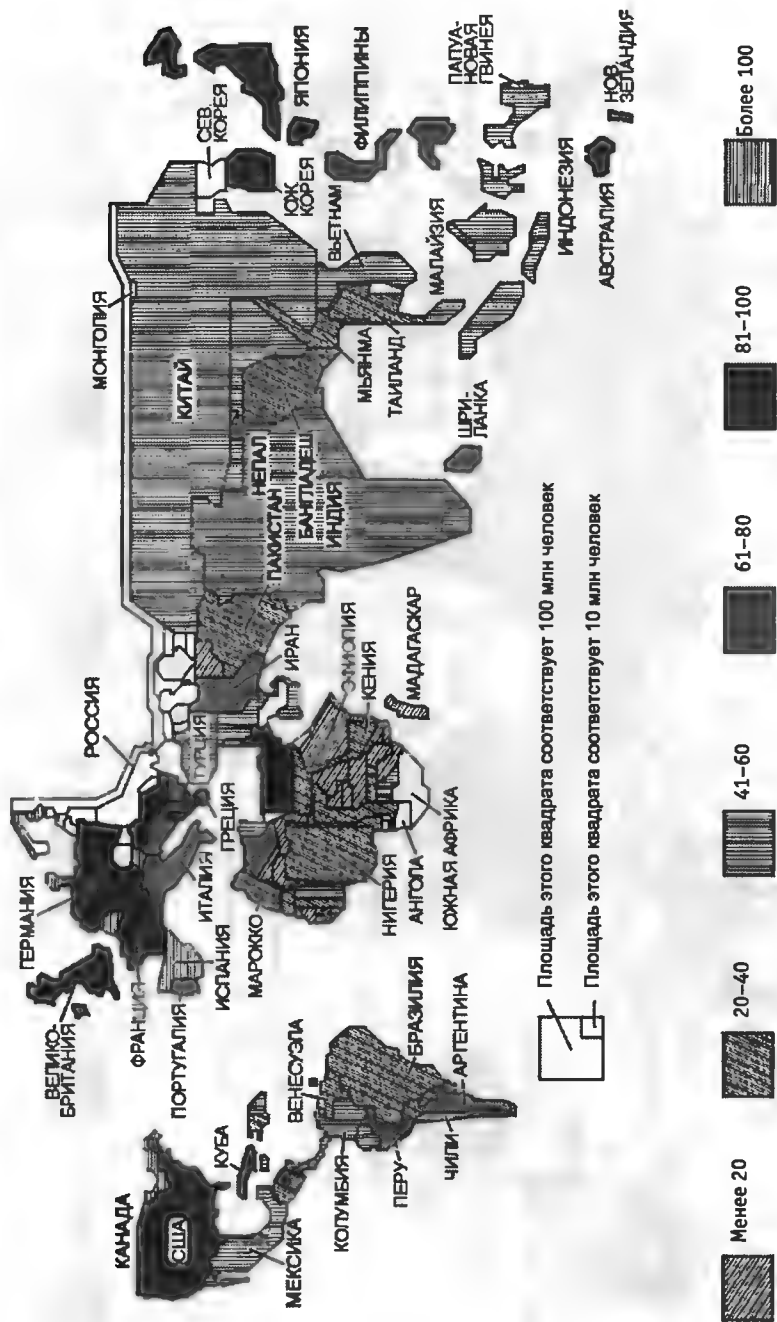 КАНАДА
США
МЕКСИКА
КУБА
КОЛУМБИЯ
ВЕНЕСУЭЛА
ПЕРУ
БРАЗИЛИЯ
ЧИЛИ
АРГЕНТИНА
ВЕЛИКО-
БРИТАНИЯ
ГЕРМАНИЯ
ФРАНЦИЯ
ПОРТУГАЛИЯ
ИСПАНИЯ
ИТАЛИЯ
ГРЕЦИЯ
РОССИЯ
ТУРЦИЯ
МАРОККО
НИГЕРИЯ
АНГОЛА
ЮЖНАЯ АФРИКА
ЭФИОПИЯ
КЕНИЯ
МАДАГАСКАР
ИРАН
МОНГОЛИЯ
КИТАЙ
ПАКИСТАН
НЕПАЛ
БАНГЛАДЕШ
ИНДИЯ
ШРИ-
ЛАНКА
МЬЯНМА
ТАИЛАНД
ВЬЕТНАМ
МАЛАЙЗИЯ
СЕВ.
КОРЕЯ
ЮЖ.
КОРЕЯ
ЯПОНИЯ
ФИЛИППИНЫ
ПАПУА-
НОВАЯ
ГВИНЕЯ
ИНДОНЕЗИЯ
АВСТРАЛИЯ
НОВ.
ЗЕЛАНДИЯ
Площадь этого квадрата соответствует 100 млн человек
Площадь этого квадрата соответствует 10 млн человек
Менее 20
20–40
41–60
61–80
81–100
Более 100